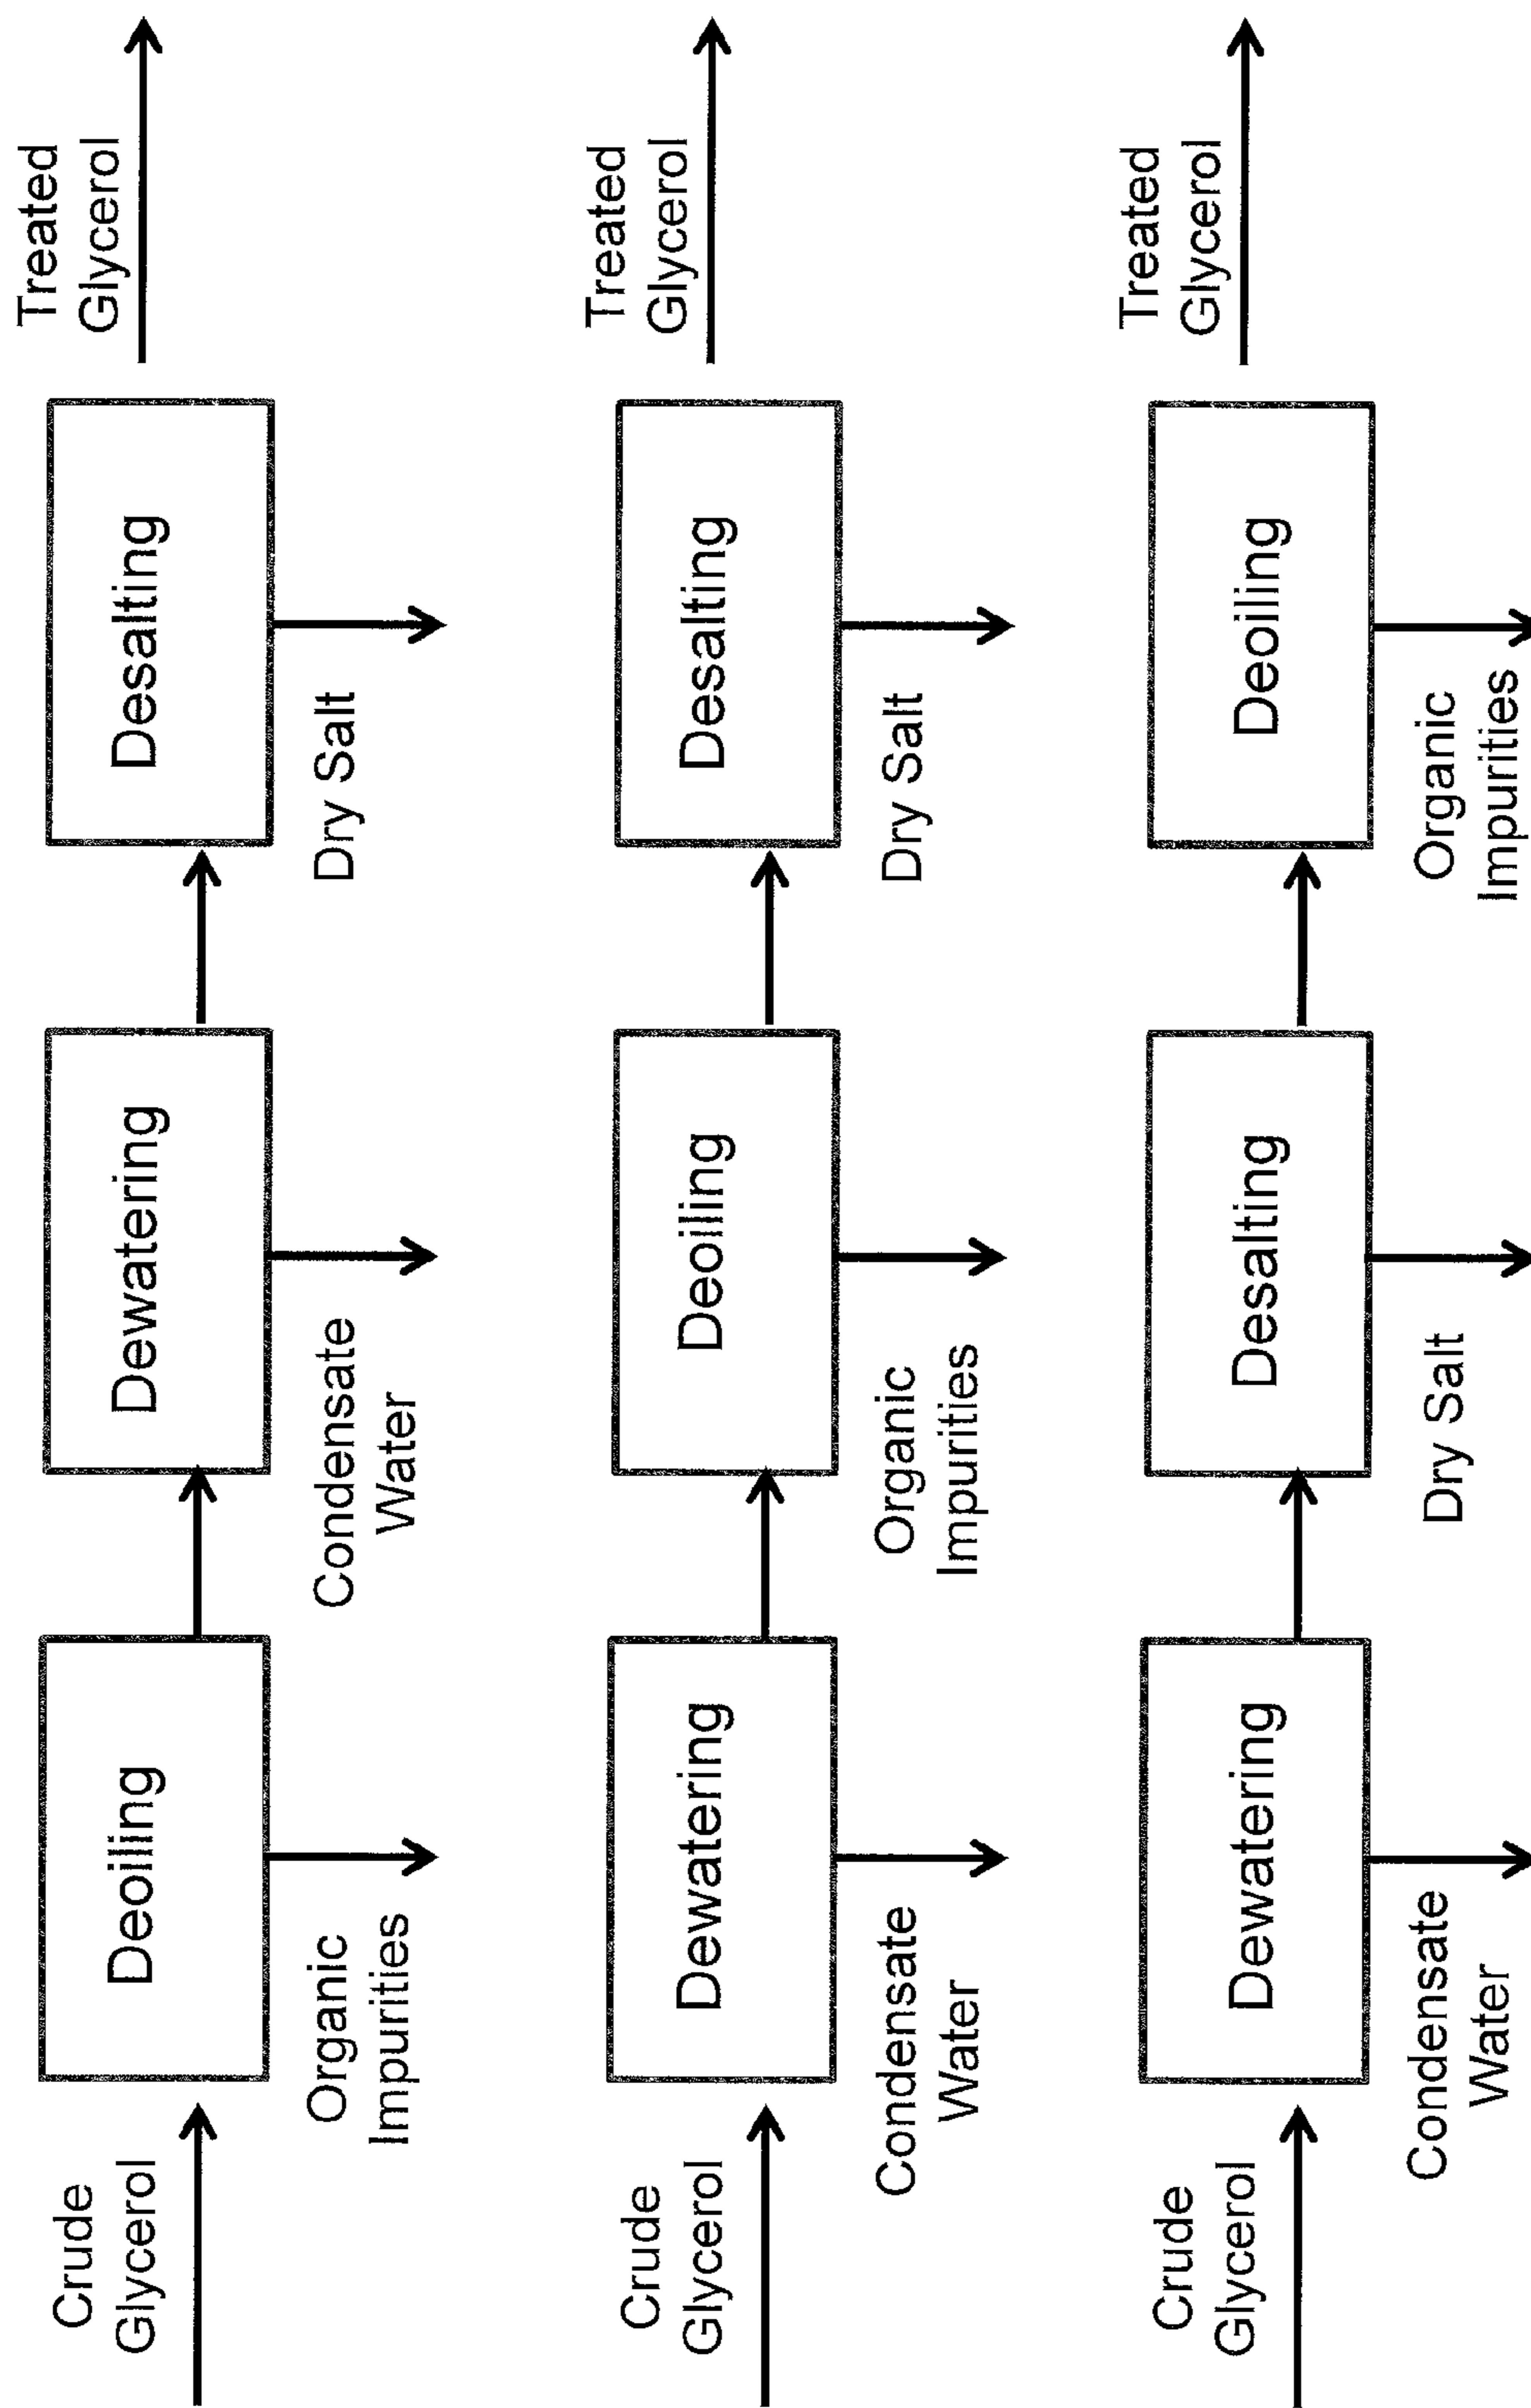 Crude
Glycerol
Deoiling
Organic
Impurities
Dewatering
Condensate
Water
Desalting
Dry Salt
Treated
Glycerol
Crude
Glycerol
Dewatering
Condensate
Water
Deoiling
Organic
Impurities
Desalting
Dry Salt
Treated
Glycerol
Crude
Glycerol
Dewatering
Condensate
Water
Desalting
Dry Salt
Deoiling
Organic
Impurities
Treated
Glycerol